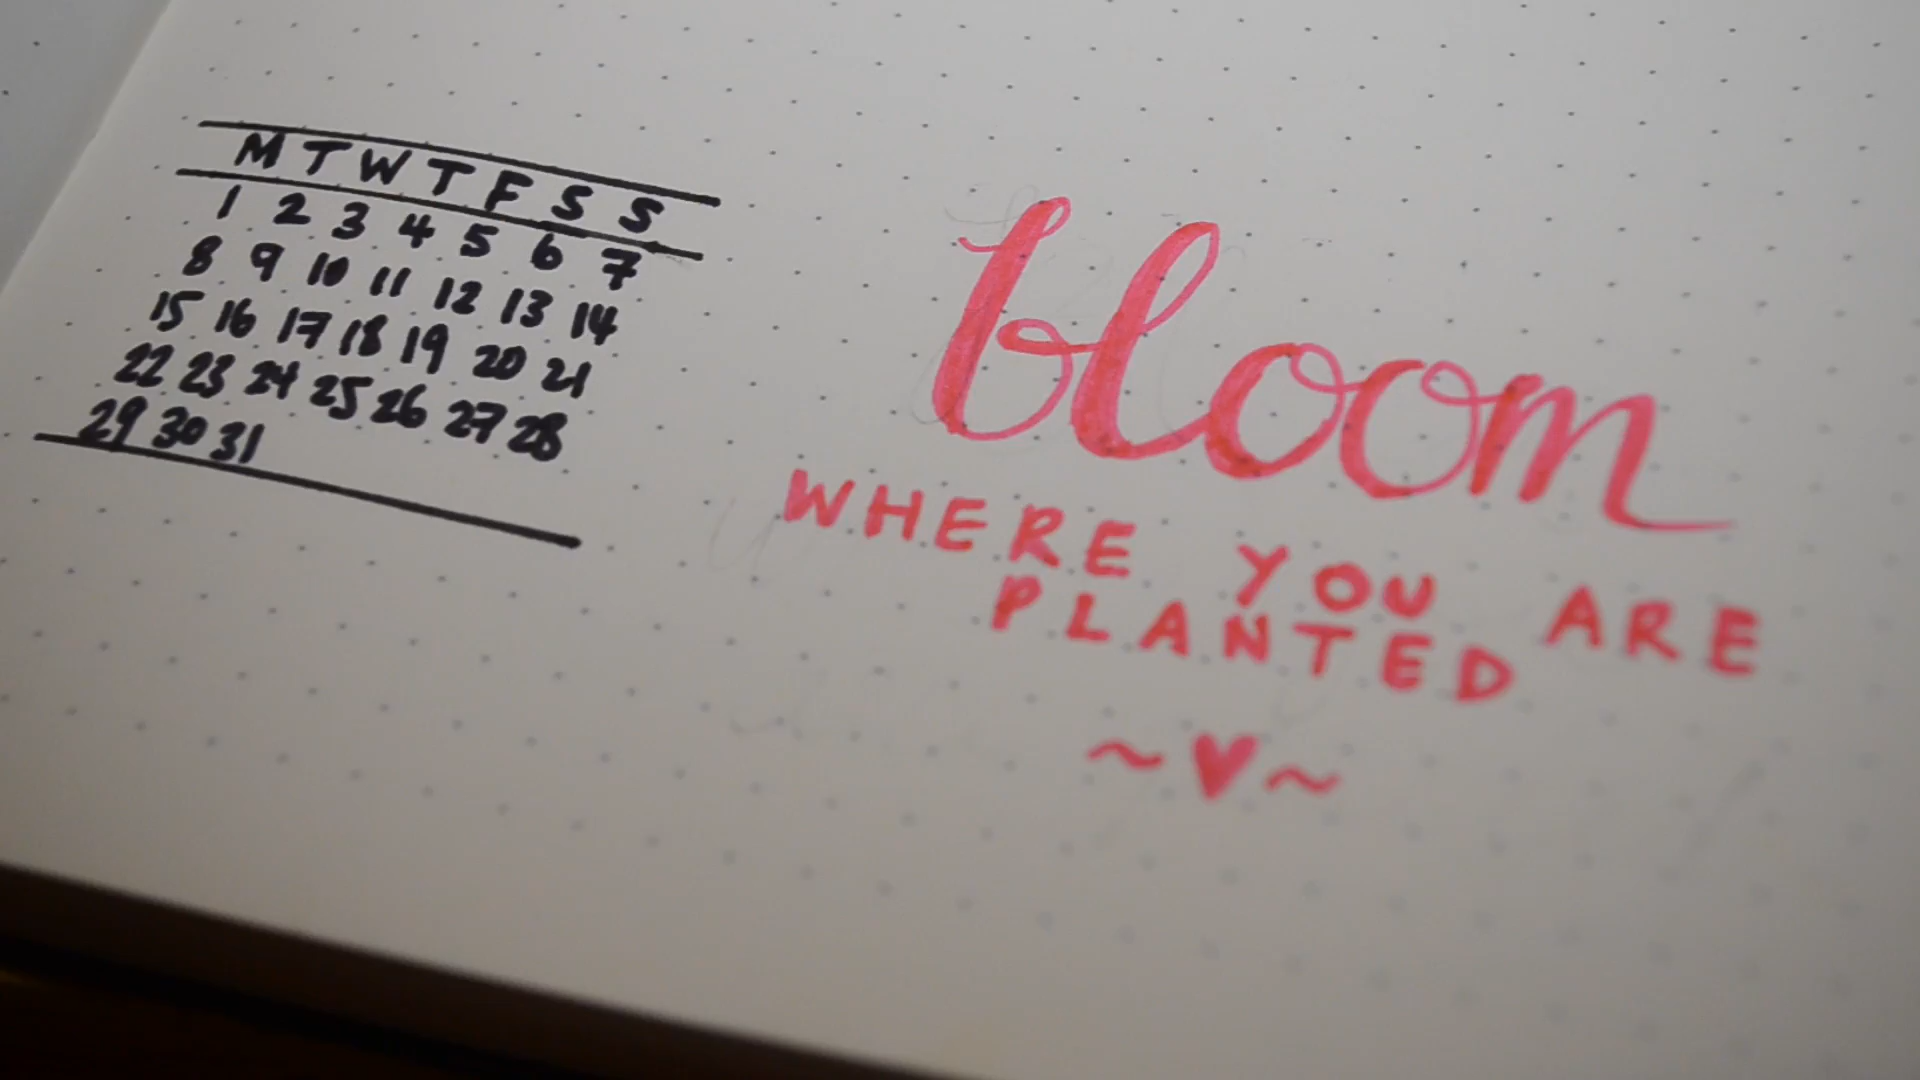 M T W T F S S
1 2 3 4 5 6 7
8 9 10 11 12 13 14
15 16 17 18 19 20 21
22 23 24 25 26 27 28
29 30 31
bloom
WHERE YOU ARE
PLANTED
~♥~